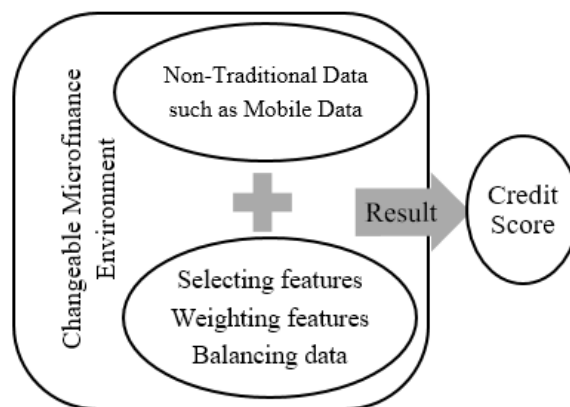 Changeable Microfinance
Environment
Non-Traditional Data
such as Mobile Data
Selecting features
Weighting features
Balancing data
Result
Credit
Score